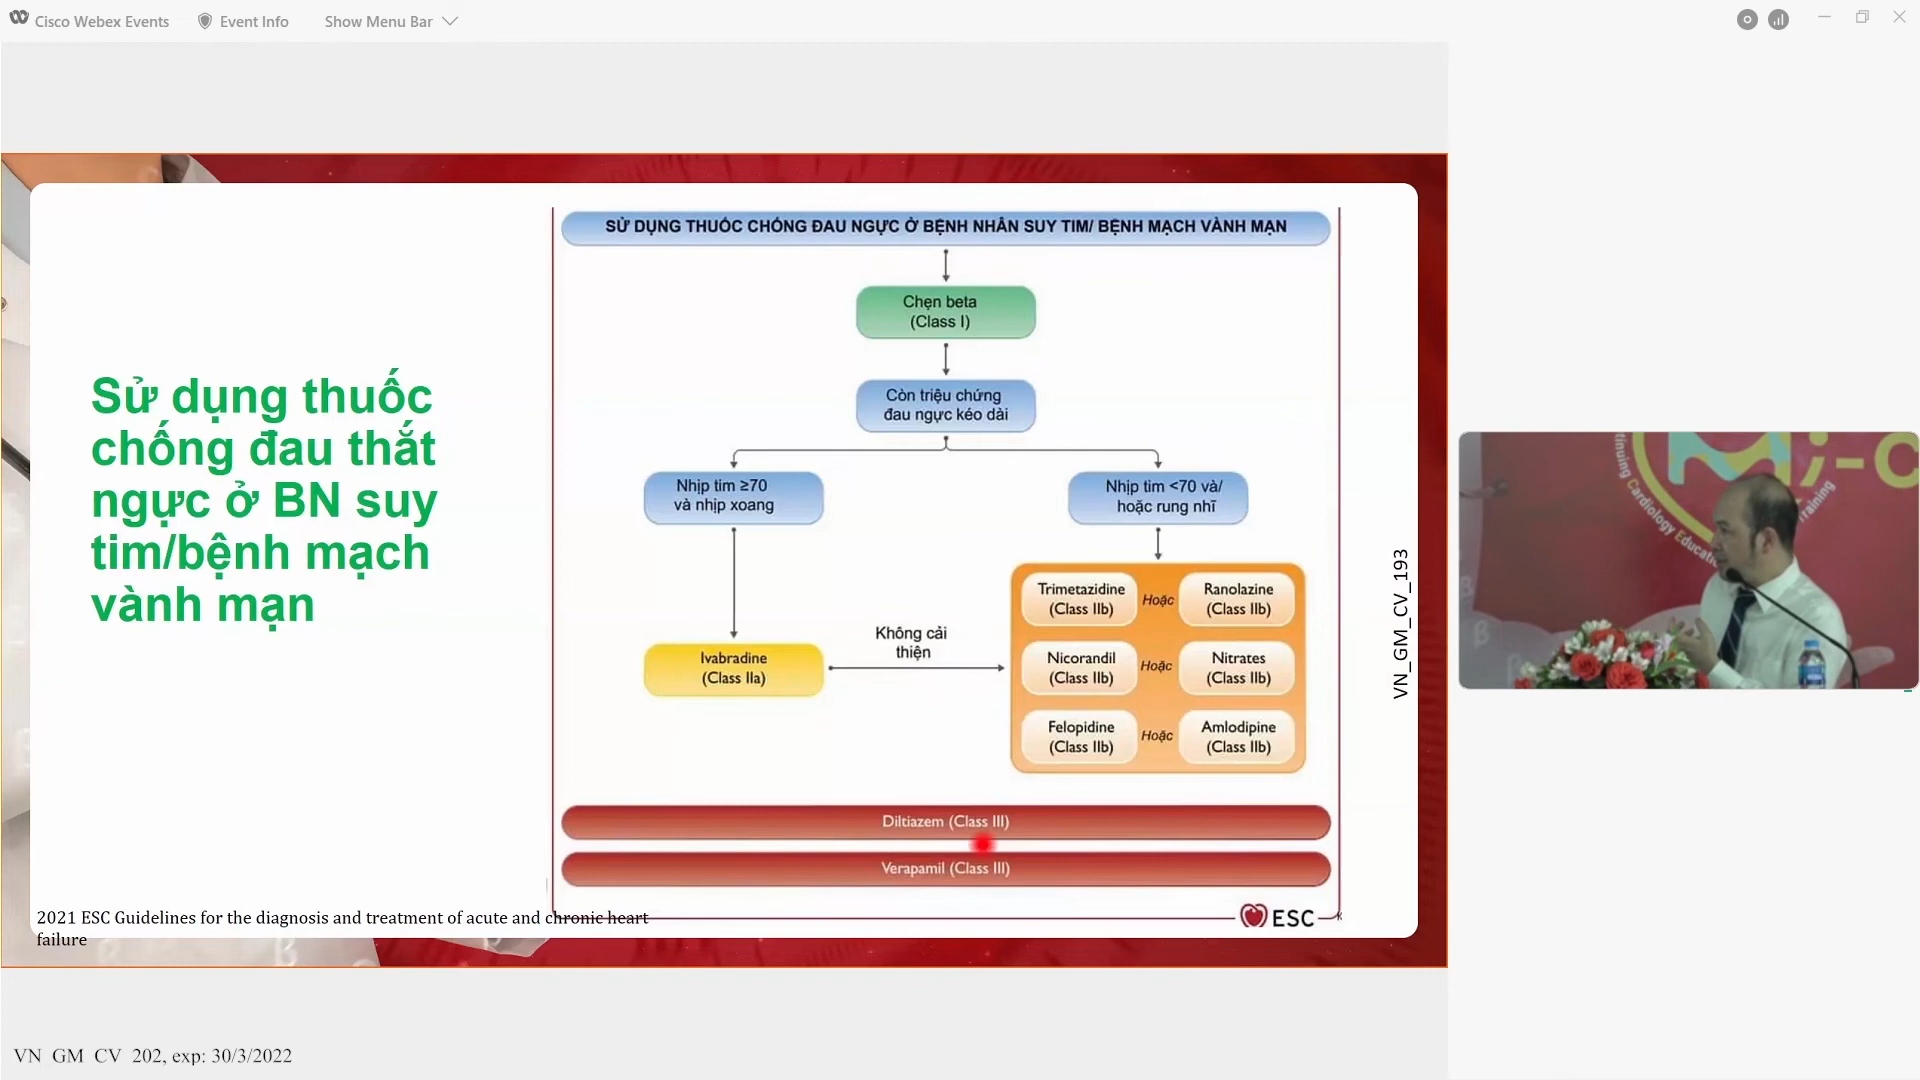 Cisco Webex Events
Event Info
Show Menu Bar
Sử dụng thuốc
chống đau thắt
ngực ở BN suy
tim/bệnh mạch
vành mạn
SỬ DỤNG THUỐC CHỐNG ĐAU NGỰC Ở BỆNH NHÂN SUY TIM/ BỆNH MẠCH VÀNH MẠN
Chẹn beta
(Class I)
Còn triệu chứng
đau ngực kéo dài
Nhịp tim ≥70
và nhịp xoang
Nhịp tim <70 và/
hoặc rung nhĩ
Ivabradine
(Class IIa)
Không cải
thiện
Trimetazidine
(Class IIb)
Hoặc
Ranolazine
(Class IIb)
Nicorandil
(Class IIb)
Hoặc
Nitrates
(Class IIb)
Felopidine
(Class IIb)
Hoặc
Amlodipine
(Class IIb)
Diltiazem (Class III)
Verapamil (Class III)
ESC
2021 ESC Guidelines for the diagnosis and treatment of acute and chronic heart
failure
VN_GM_CV_193
tinuing Cardiology Educat
raining
Mi-C
VN GM CV 202, exp: 30/3/2022